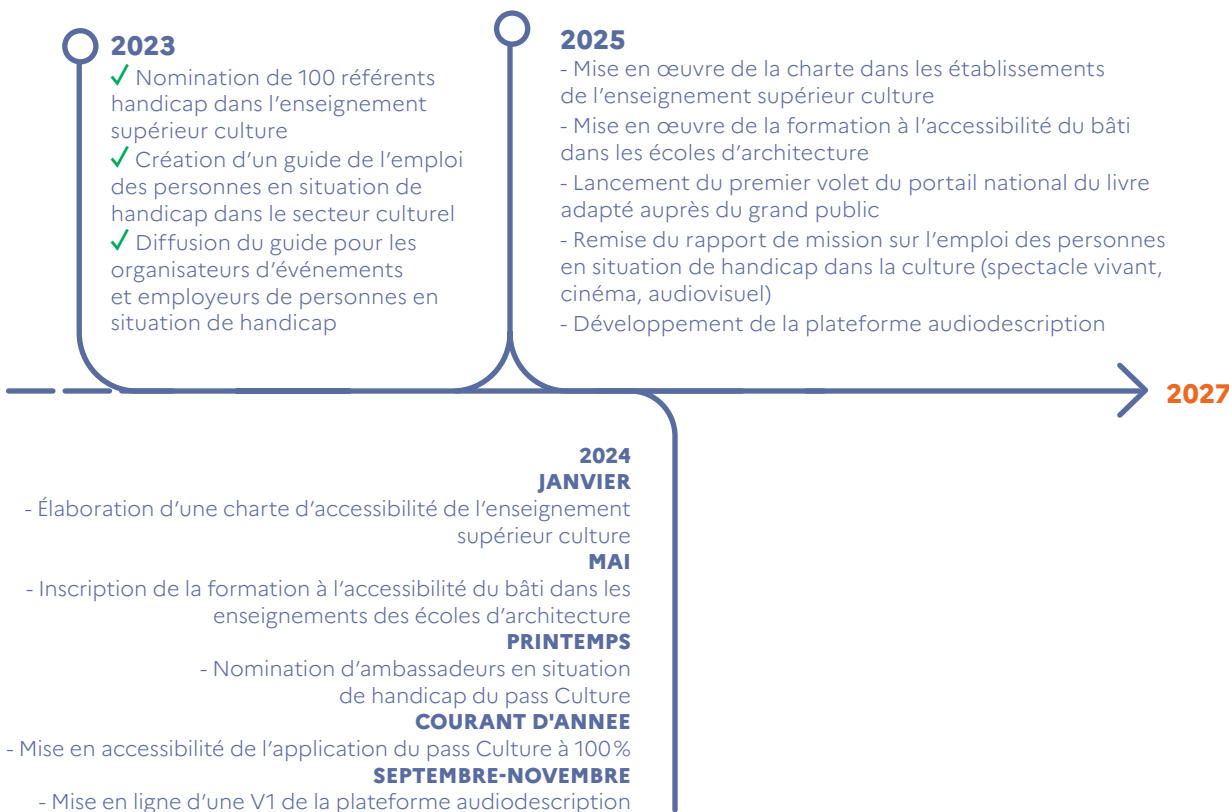 2023
✓ Nomination de 100 référents
handicap dans l'enseignement
supérieur culture
✓ Création d'un guide de l'emploi
des personnes en situation de
handicap dans le secteur culturel
✓ Diffusion du guide pour les
organisateurs d'événements
et employeurs de personnes en
situation de handicap
2025
- Mise en œuvre de la charte dans les établissements
de l'enseignement supérieur culture
- Mise en œuvre de la formation à l'accessibilité du bâti
dans les écoles d'architecture
- Lancement du premier volet du portail national du livre
adapté auprès du grand public
- Remise du rapport de mission sur l'emploi des personnes
en situation de handicap dans la culture (spectacle vivant,
cinéma, audiovisuel)
- Développement de la plateforme audiodescription
2027
2024
JANVIER
- Élaboration d'une charte d'accessibilité de l'enseignement
supérieur culture
MAI
- Inscription de la formation à l'accessibilité du bâti dans les
enseignements des écoles d'architecture
PRINTEMPS
- Nomination d'ambassadeurs en situation
de handicap du pass Culture
COURANT D'ANNEE
- Mise en accessibilité de l'application du pass Culture à 100 %
SEPTEMBRE-NOVEMBRE
- Mise en ligne d'une V1 de la plateforme audiodescription